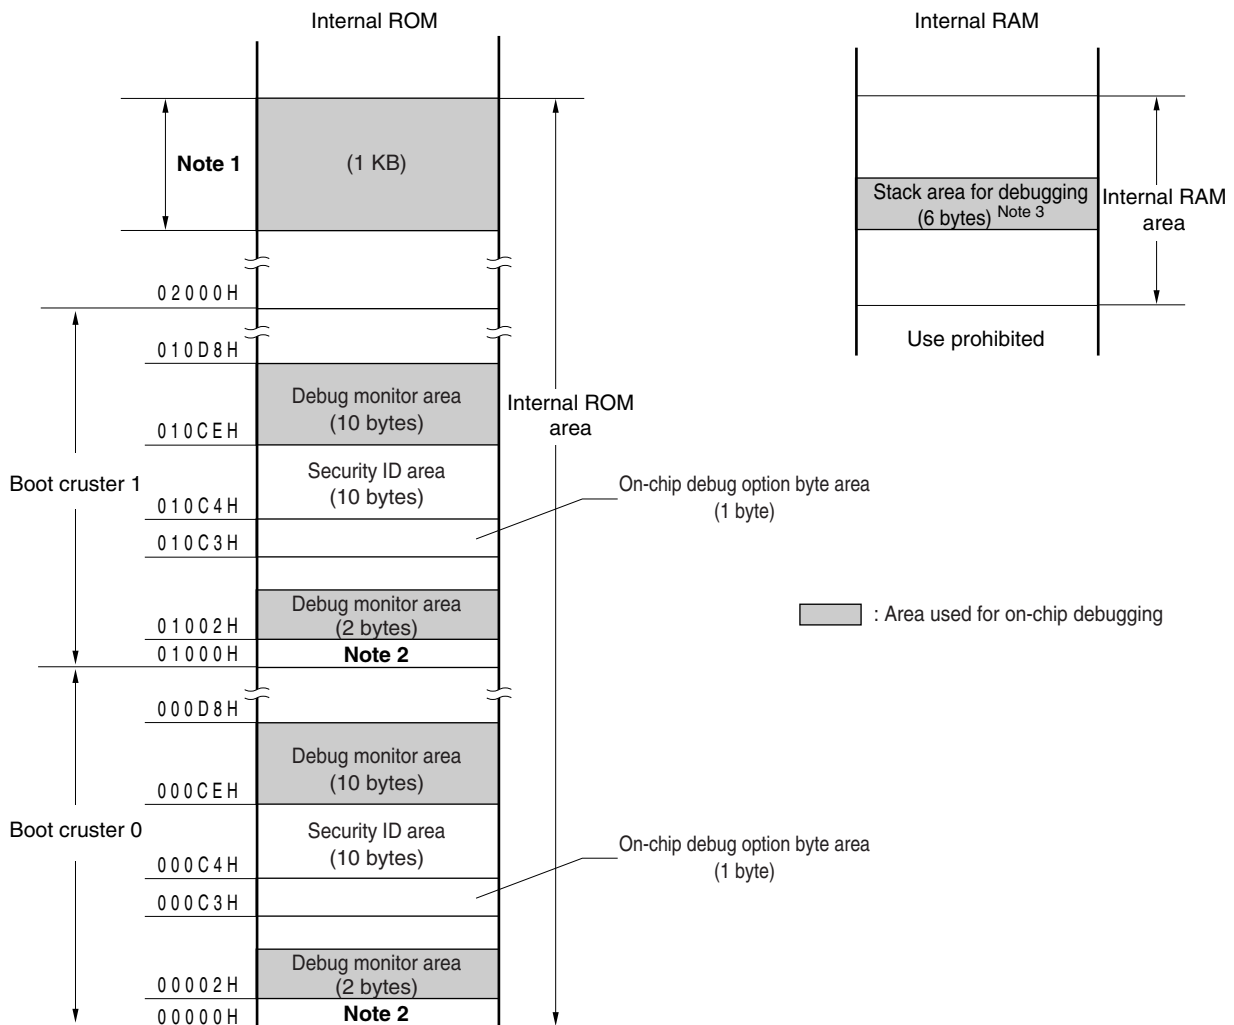 Internal ROM
Internal RAM
Note 1
(1 KB)
Stack area for debugging
(6 bytes) Note 3
Internal RAM
area
02000H
Use prohibited
010D8H
Debug monitor area
(10 bytes)
Internal ROM
area
010CEH
Boot cruster 1
Security ID area
(10 bytes)
On-chip debug option byte area
(1 byte)
010C4H
010C3H
Debug monitor area
(2 bytes)
: Area used for on-chip debugging
01002H
01000H
Note 2
000D8H
Debug monitor area
(10 bytes)
000CEH
Boot cruster 0
Security ID area
(10 bytes)
On-chip debug option byte area
(1 byte)
000C4H
000C3H
Debug monitor area
(2 bytes)
00002H
00000H
Note 2